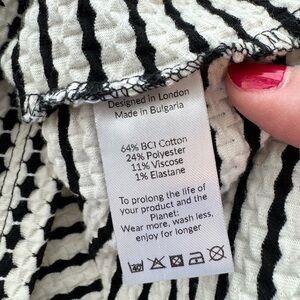 Designed in London
Made in Bulgaria
64% BCI Cotton
24% Polyester
11% Viscose
1% Elastane
To prolong the life of
your product and the
Planet:
Wear more, wash less,
enjoy for longer